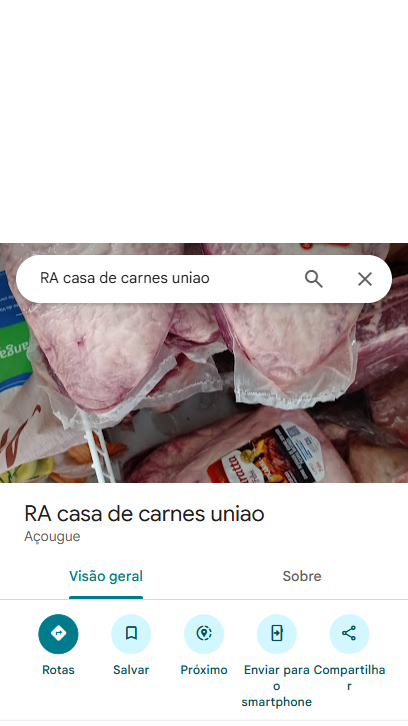 RA casa de carnes uniao
RA casa de carnes uniao
Açougue
Visão geral
Sobre
Rotas
Salvar
Próximo
Enviar para
o
smartphone
Compartilha
r